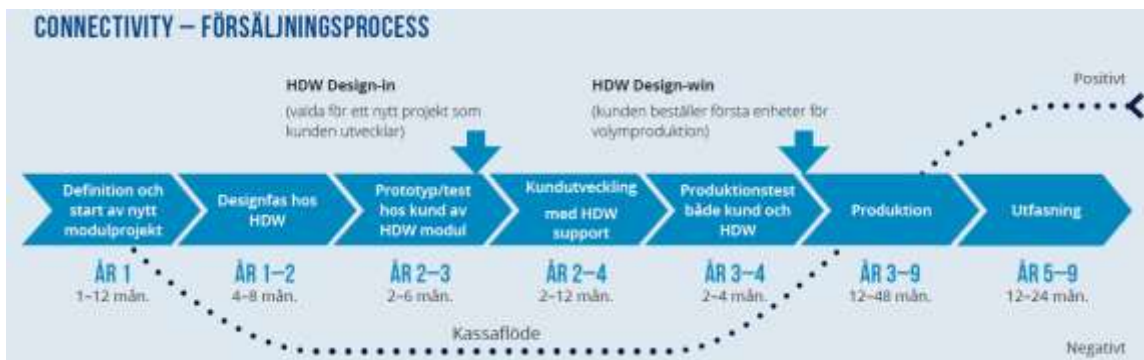 CONNECTIVITY – FÖRSÄLJNINGSPROCESS
HDW Design-in
(valda för ett nytt projekt som
kunden utvecklar)
HDW Design-win
(kunden beställer första enheter för
volymproduktion)
Positivt
Definition och
start av nytt
modulprojekt
Designfas hos
HDW
Prototyp/test
hos kund av
HDW modul
Kundutveckling
med HDW
support
Produktionstest
både kund och
HDW
Produktion
Utfasning
ÅR 1
1–12 mån.
ÅR 1–2
4–8 mån.
ÅR 2–3
2–6 mån.
ÅR 2–4
2–12 mån.
ÅR 3–4
2–4 mån.
ÅR 3–9
12–48 mån.
ÅR 5–9
12–24 mån.
Kassaflöde
Negativt